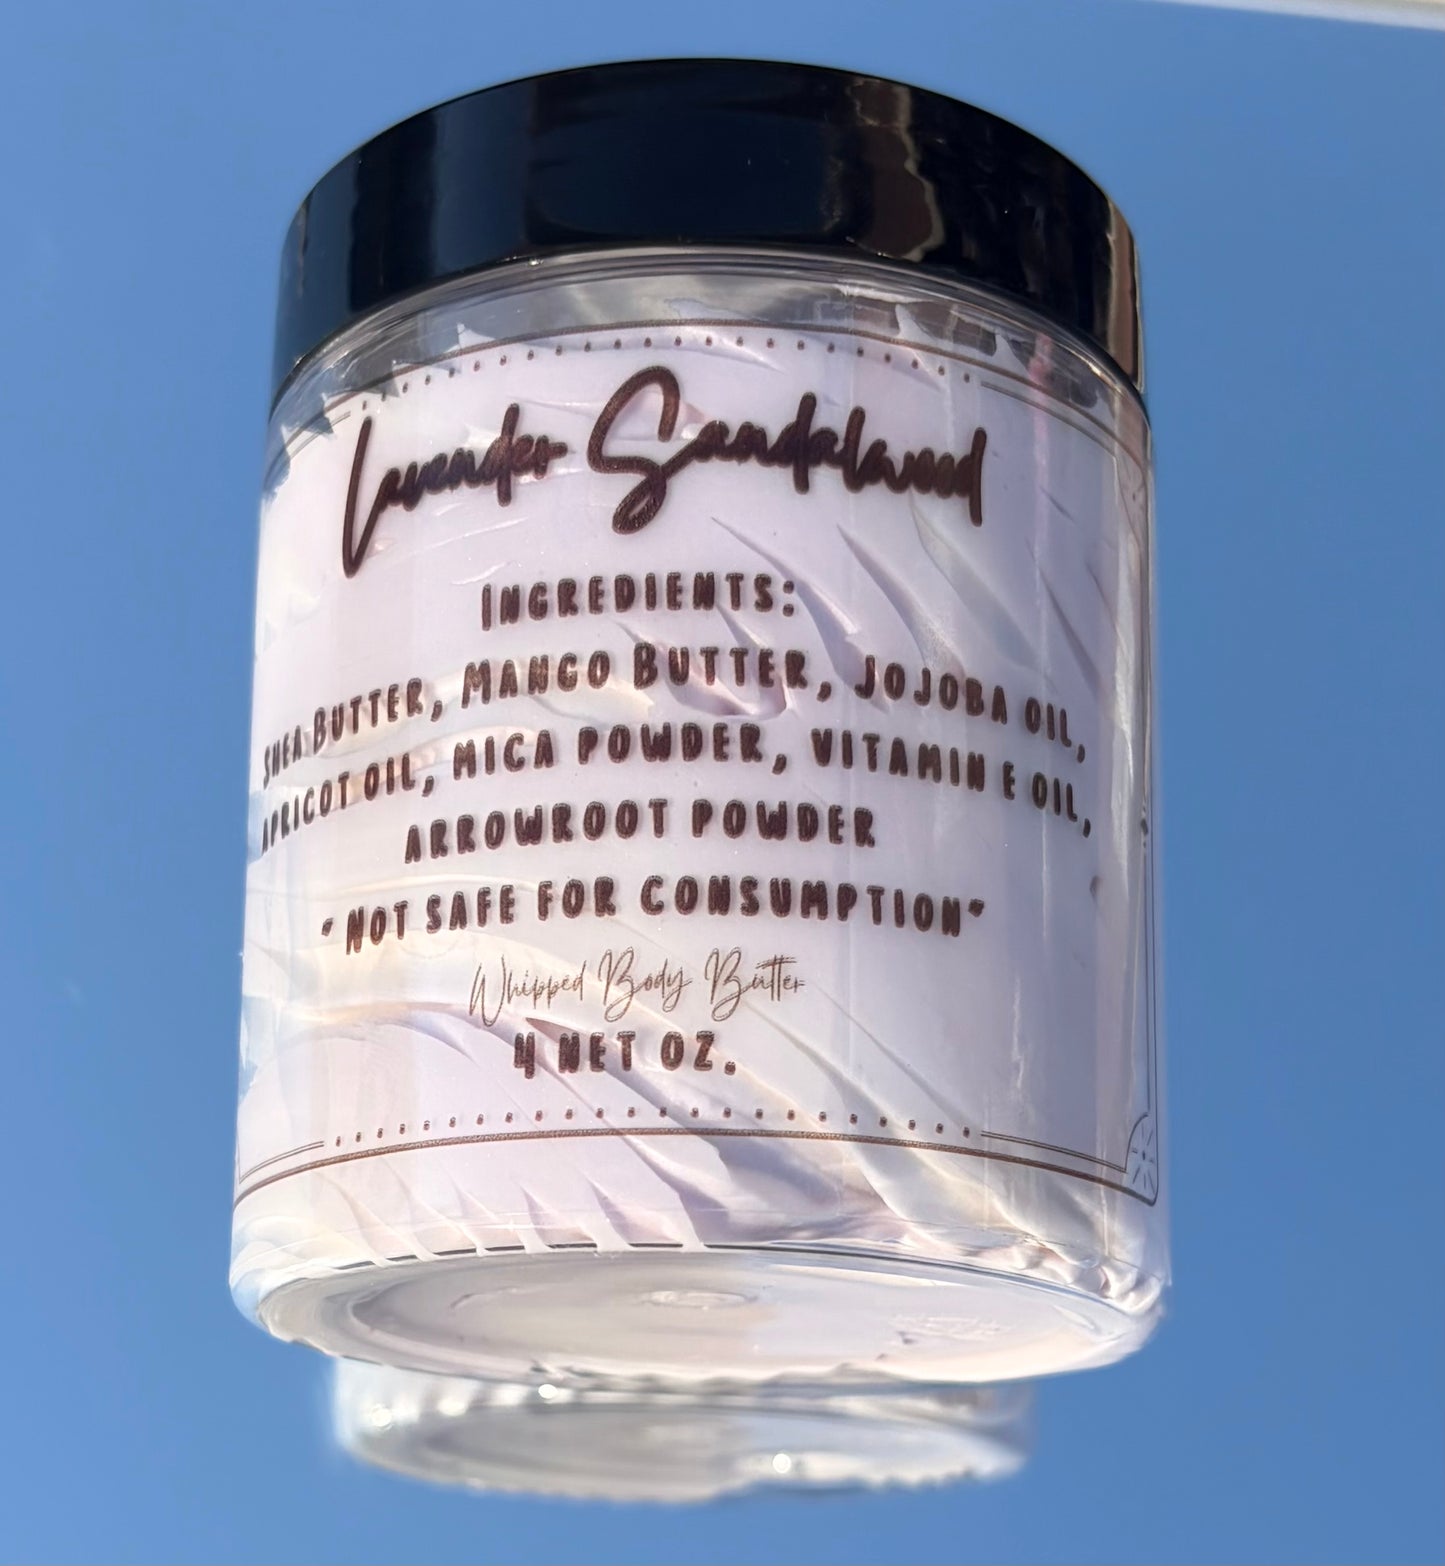 Lavender Sandalwood
Ingredients:
Shea Butter, Mango Butter, Jojoba oil,
apricot oil, mica powder, vitamin e oil,
arrowroot powder
"Not safe for consumption"
Whipped Body Butter
4 net oz.